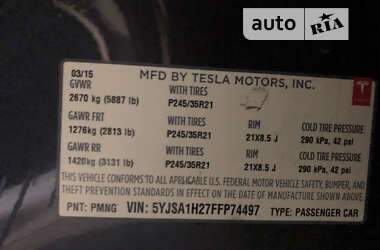 auto RIA
03/15
MFD BY TESLA MOTORS, INC.
GVWR WITH TIRES
2670 kg (5887 lb) P245/35R21
GAWR FRT WITH TIRES RIM COLD TIRE PRESSURE
1276kg (2813 lb) P245/35R21 21X8.5 J 290 kPa, 42 psi
GAWR RR WITH TIRES RIM COLD TIRE PRESSURE
1420kg (3131 lb) P245/35R21 21X8.5 J 290 kPa, 42 psi
THIS VEHICLE CONFORMS TO ALL APPLICABLE U.S. FEDERAL MOTOR VEHICLE SAFETY, BUMPER, AND
THEFT PREVENTION STANDARDS IN EFFECT ON THE DATE OF MANUFACTURE SHOWN ABOVE.
PNT: PMNG VIN: 5YJSA1H27FFP74497 TYPE: PASSENGER CAR
TESLA